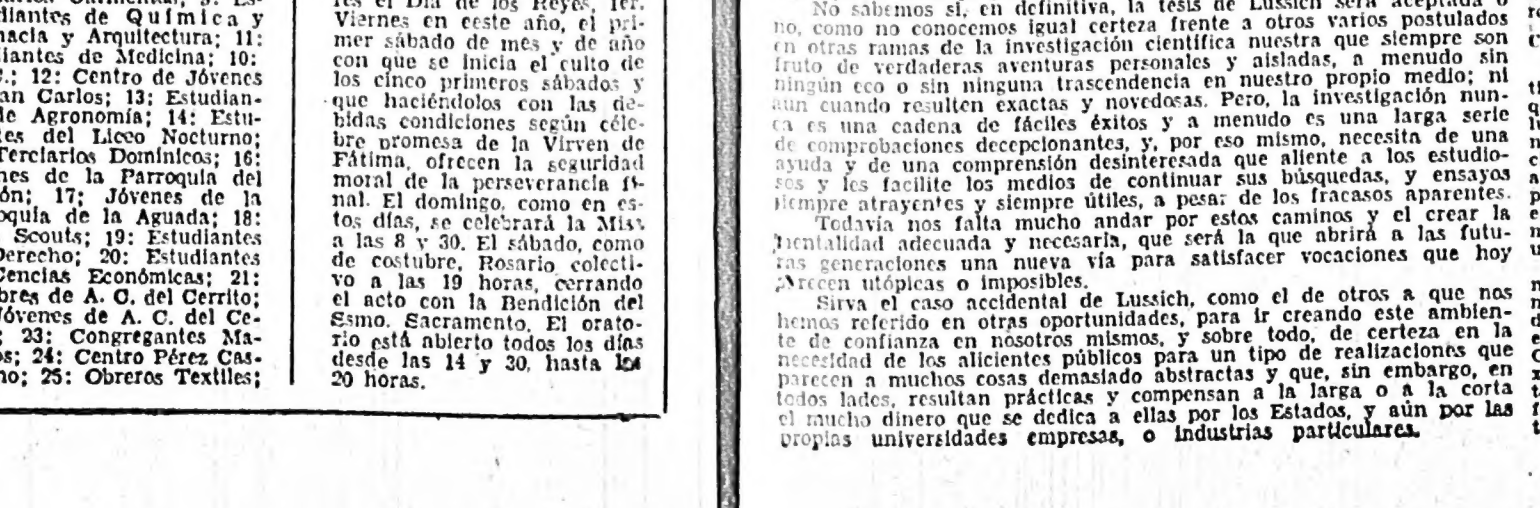 diantes de Química y
macia y Arquitectura; 11:
diantes de Medicina; 10:
12: Centro de Jóvenes
an Carlos; 13: Estudian-
de Agronomía; 14: Estu-
tes del Liceo Nocturno;
Terciarios Domínicos; 16:
nes de la Parroquia del
ón; 17; Jóvenes de la
oquia de la Aguada; 18:
Scouts; 19: Estudiantes
Derecho; 20: Estudiantes
Cencias Económicas; 21:
bres de A. C. del Cerrito;
Jóvenes de A. C. del Ce-
; 23: Congregantes Ma-
os; 24: Centro Pérez Cas-
no; 25: Obreros Textiles;
res el Día de los Reyes, 1er.
Viernes en ceste año, el pri-
mer sábado de mes y de año
con que se inicia el culto de
los cinco primeros sábados y
que haciéndolos con las de-
bidas condiciones según céle-
bre promesa de la Virven de
Fátima, ofrecen la seguridad
moral de la perseverancia fi-
nal. El domingo, como en es-
tos días, se celebrará la Misa
a las 8 y 30. El sábado, como
de costubre, Rosario colecti-
vo a las 19 horas, cerrando
el acto con la Bendición del
Ssmo. Sacramento. El orato-
rio está abierto todos los días
desde las 14 y 30, hasta las
20 horas.
No sabemos si, en definitiva, la tesis de Lussich será aceptada o
no, como no conocemos igual certeza frente a otros varios postulados
en otras ramas de la investigación científica nuestra que siempre son
fruto de verdaderas aventuras personales y aisladas, a menudo sin
ningún eco o sin ninguna trascendencia en nuestro propio medio; ni
aun cuando resulten exactas y novedosas. Pero, la investigación nun-
ca es una cadena de fáciles éxitos y a menudo es una larga serie
de comprobaciones decepcionantes, y, por eso mismo, necesita de una
ayuda y de una comprensión desinteresada que aliente a los estudio-
sos y les facilite los medios de continuar sus búsquedas, y ensayos
siempre atrayentes y siempre útiles, a pesar de los fracasos aparentes.
Todavía nos falta mucho andar por estos caminos y el crear la
mentalidad adecuada y necesaria, que será la que abrirá a las futu-
ras generaciones una nueva vía para satisfacer vocaciones que hoy
parecen utópicas o imposibles.
Sirva el caso accidental de Lussich, como el de otros a que nos
hemos referido en otras oportunidades, para ir creando este ambien-
te de confianza en nosotros mismos, y sobre todo, de certeza en la
necesidad de los alicientes públicos para un tipo de realizaciones que
parecen a muchos cosas demasiado abstractas y que, sin embargo, en
todos lados, resultan prácticas y compensan a la larga o a la corta
el mucho dinero que se dedica a ellas por los Estados, y aún por las
propias universidades empresas, o industrias particulares.